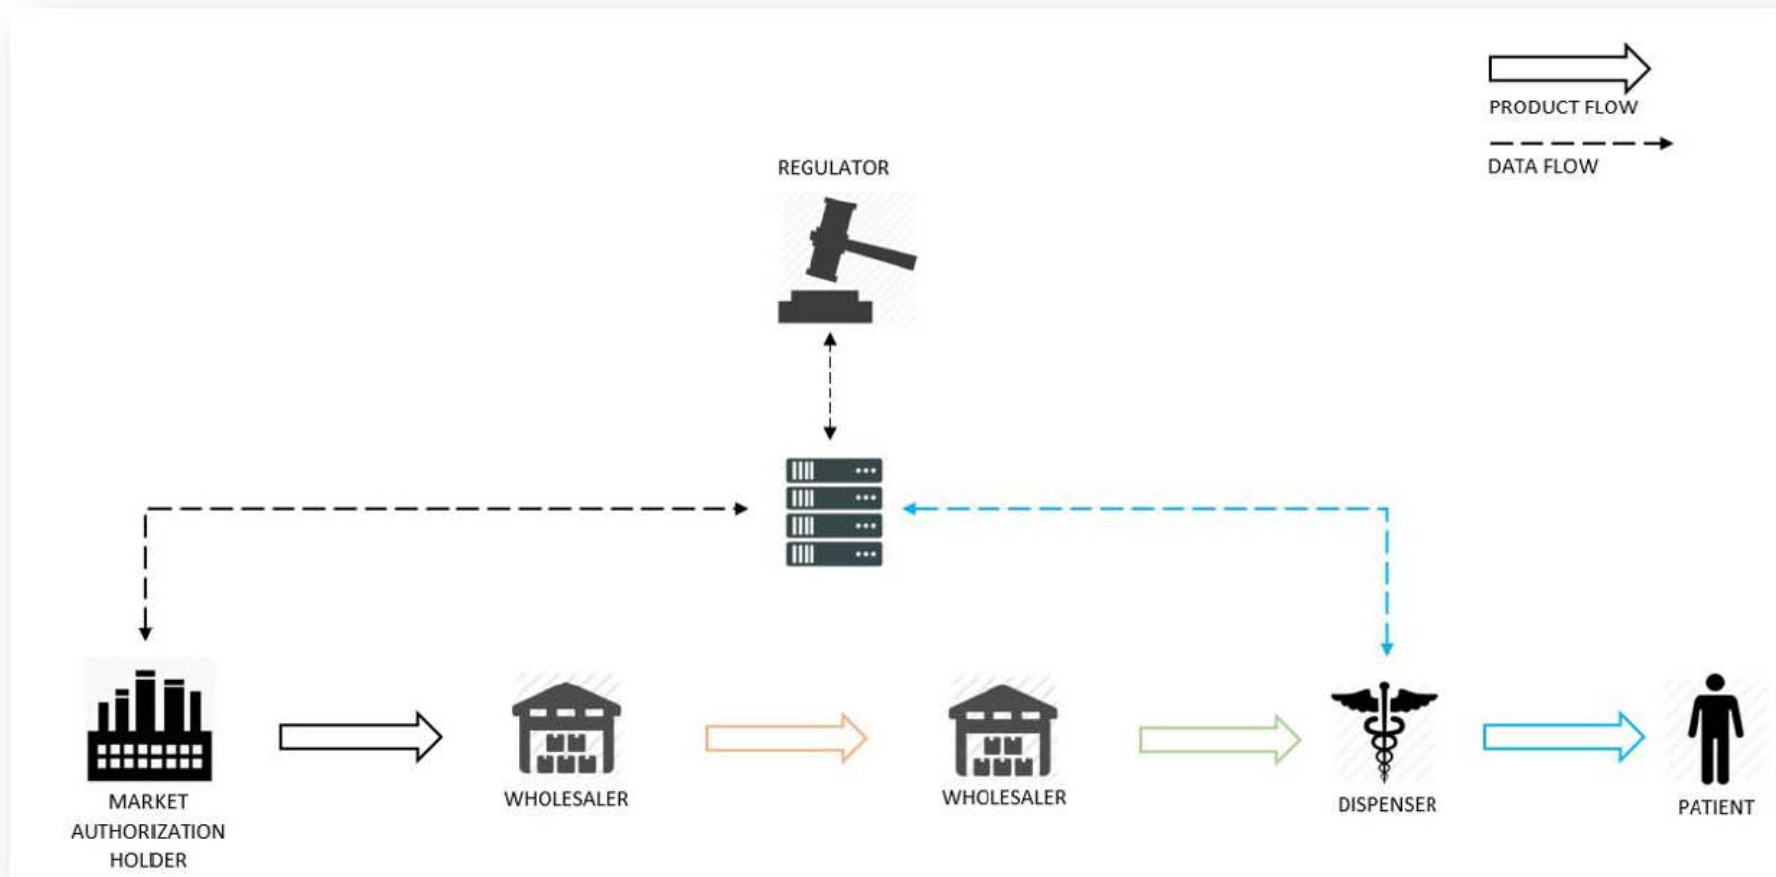 PRODUCT FLOW
DATA FLOW
REGULATOR
MARKET
AUTHORIZATION
HOLDER
WHOLESALER
WHOLESALER
DISPENSER
PATIENT